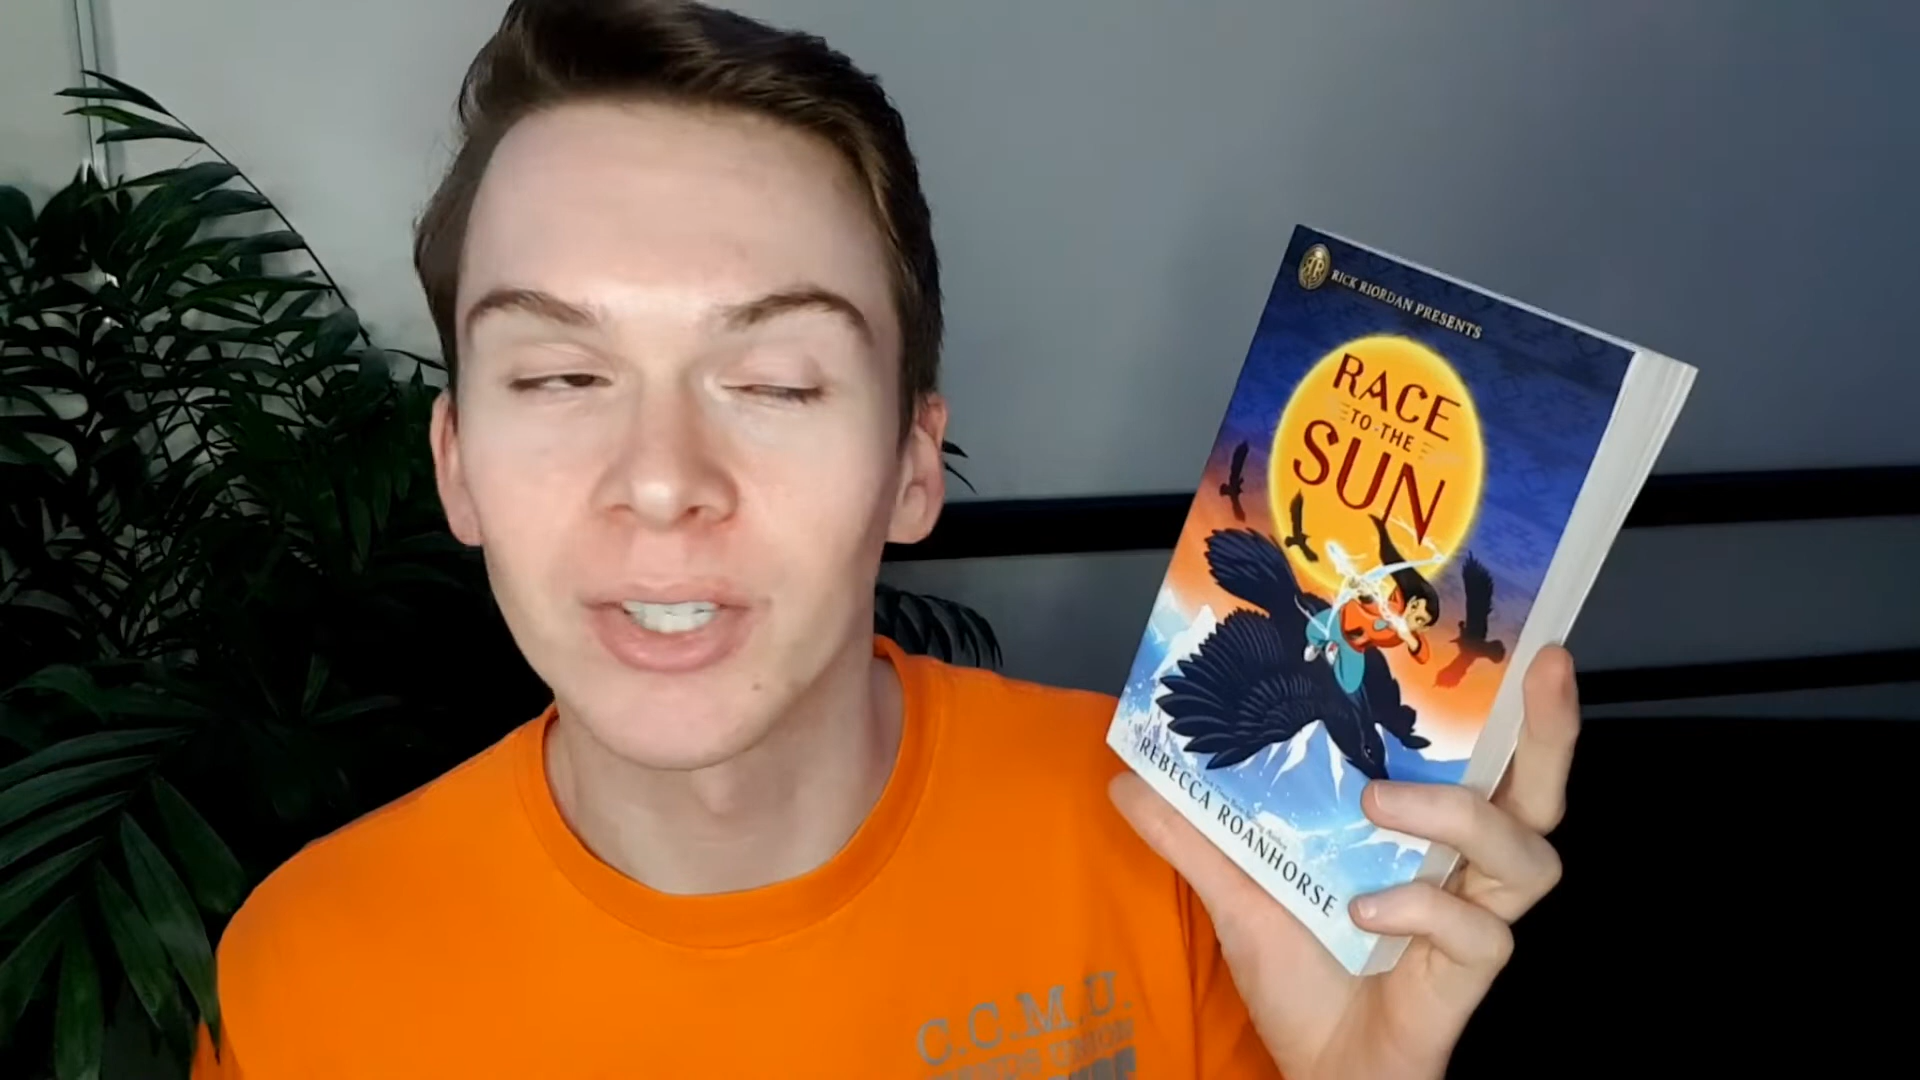 RICK RIORDAN PRESENTS
RACE
TO THE
SUN
REBECCA ROANHORSE
C.C.M.U.